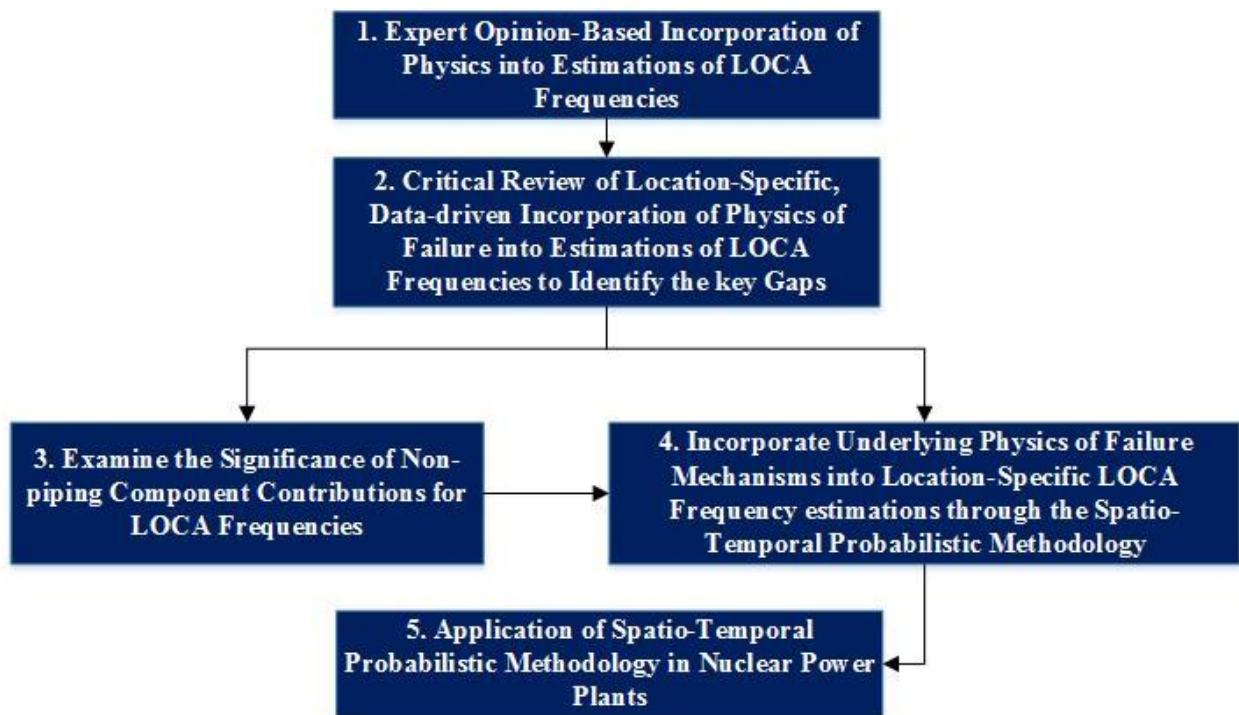 1. Expert Opinion-Based Incorporation of
Physics into Estimations of LOCA
Frequencies
2. Critical Review of Location-Specific,
Data-driven Incorporation of Physics of
Failure into Estimations of LOCA
Frequencies to Identify the key Gaps
3. Examine the Significance of Non-
piping Component Contributions for
LOCA Frequencies
4. Incorporate Underlying Physics of Failure
Mechanisms into Location-Specific LOCA
Frequency estimations through the Spatio-
Temporal Probabilistic Methodology
5. Application of Spatio-Temporal
Probabilistic Methodology in Nuclear Power
Plants